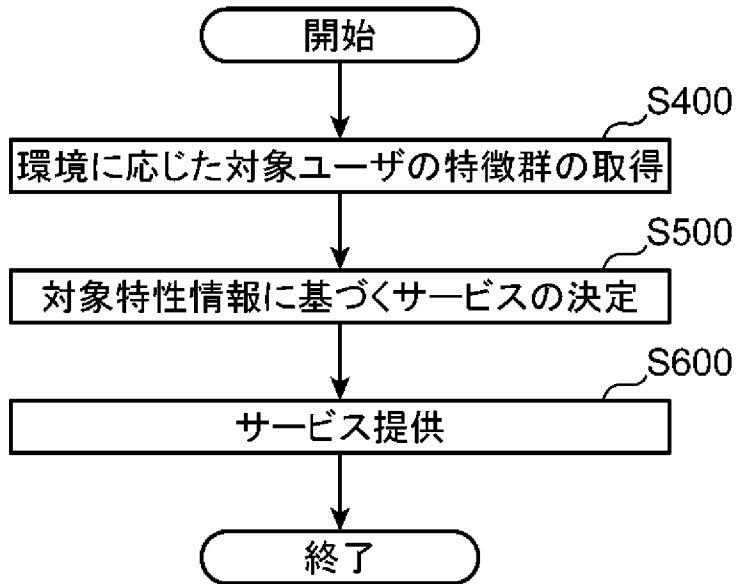 開始
S400
環境に応じた対象ユーザの特徴群の取得
S500
対象特性情報に基づくサービスの決定
S600
サービス提供
終了